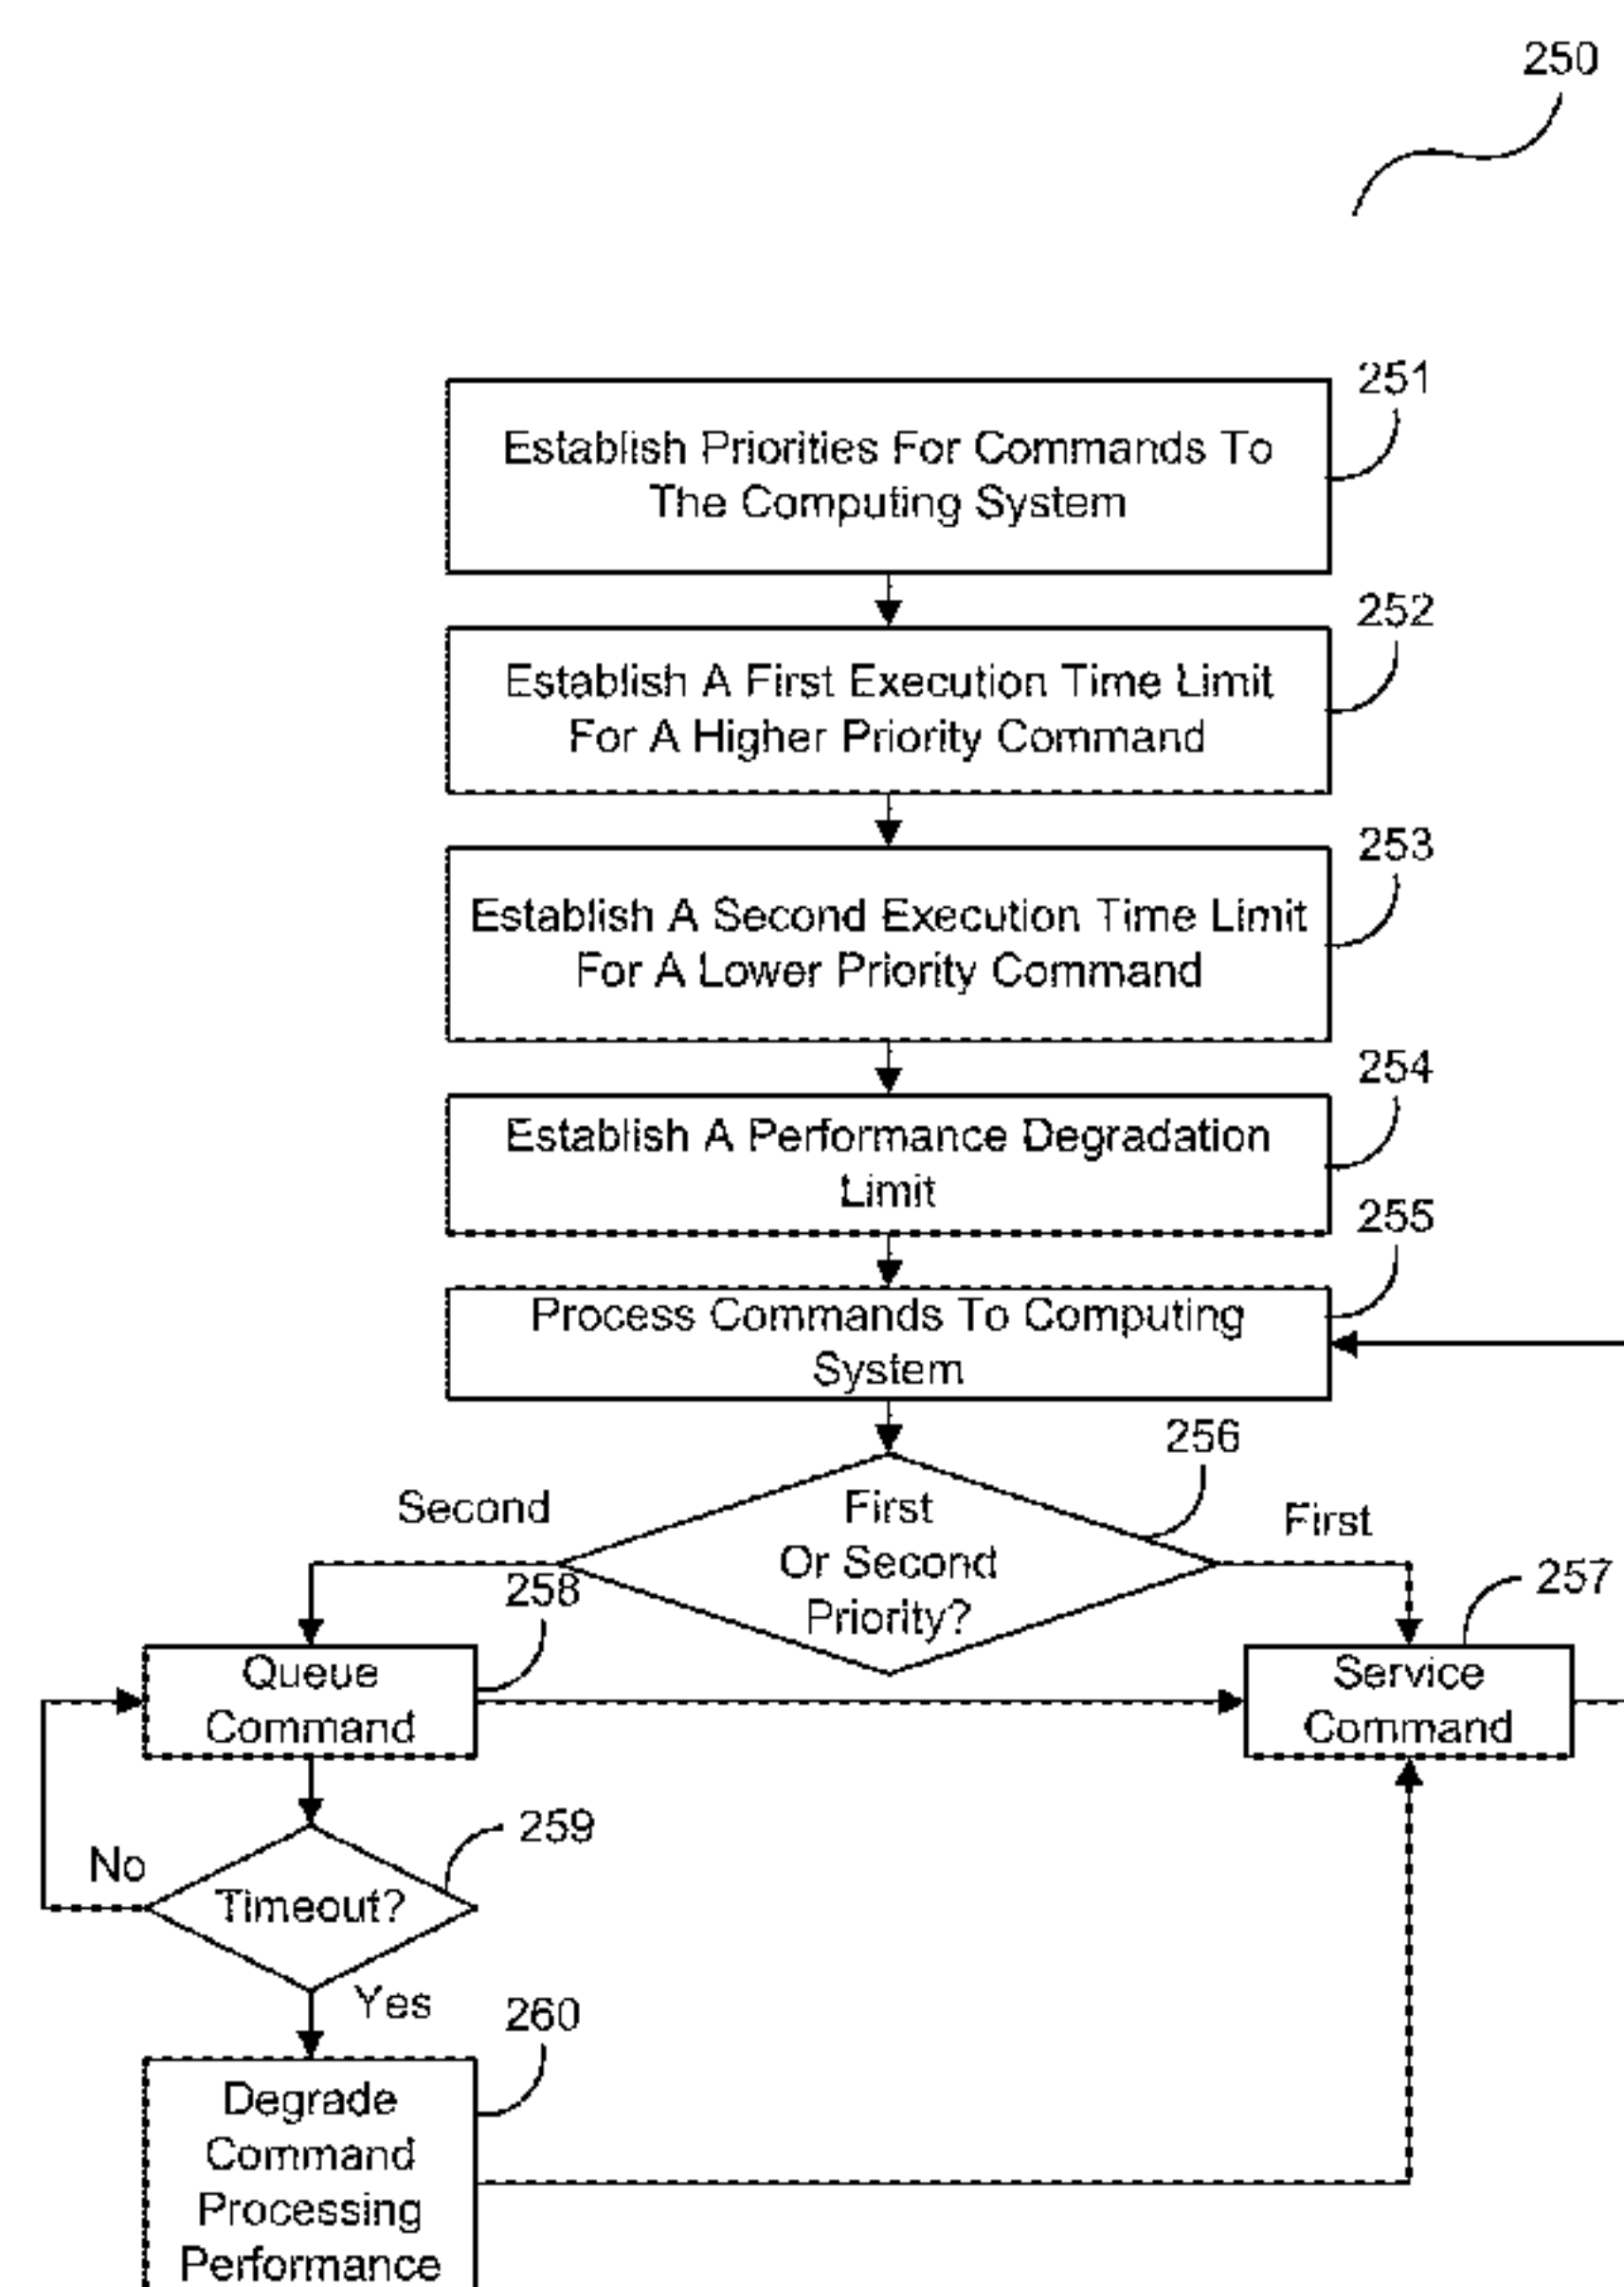 250
251
Establish Priorities For Commands To
The Computing System
252
Establish A First Execution Time Limit
For A Higher Priority Command
253
Establish A Second Execution Time Limit
For A Lower Priority Command
254
Establish A Performance Degradation
Limit
255
Process Commands To Computing
System
256
Second
First
First
Or Second
Priority?
258
257
Queue
Command
Service
Command
259
No
Timeout?
Yes
260
Degrade
Command
Processing
Performance